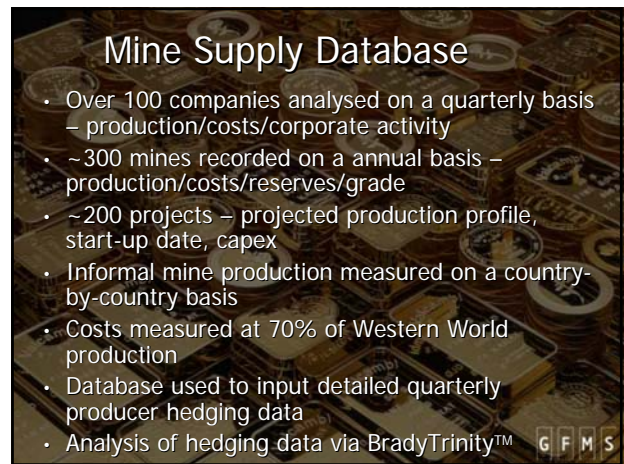 Mine Supply Database
• Over 100 companies analysed on a quarterly basis
– production/costs/corporate activity
• ~300 mines recorded on a annual basis –
production/costs/reserves/grade
• ~200 projects – projected production profile,
start-up date, capex
• Informal mine production measured on a country-
by-country basis
• Costs measured at 70% of Western World
production
• Database used to input detailed quarterly
producer hedging data
• Analysis of hedging data via BradyTrinity™
GFMS